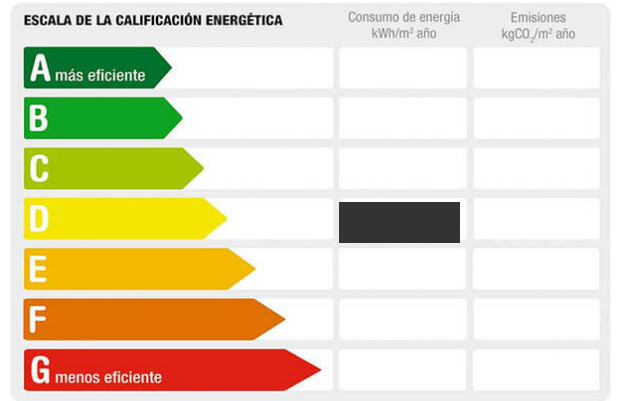 ESCALA DE LA CALIFICACIÓN ENERGÉTICA
Consumo de energía
kWh/m² año
Emisiones
kgCO₂/m² año
A más eficiente
B
C
D
E
F
G menos eficiente